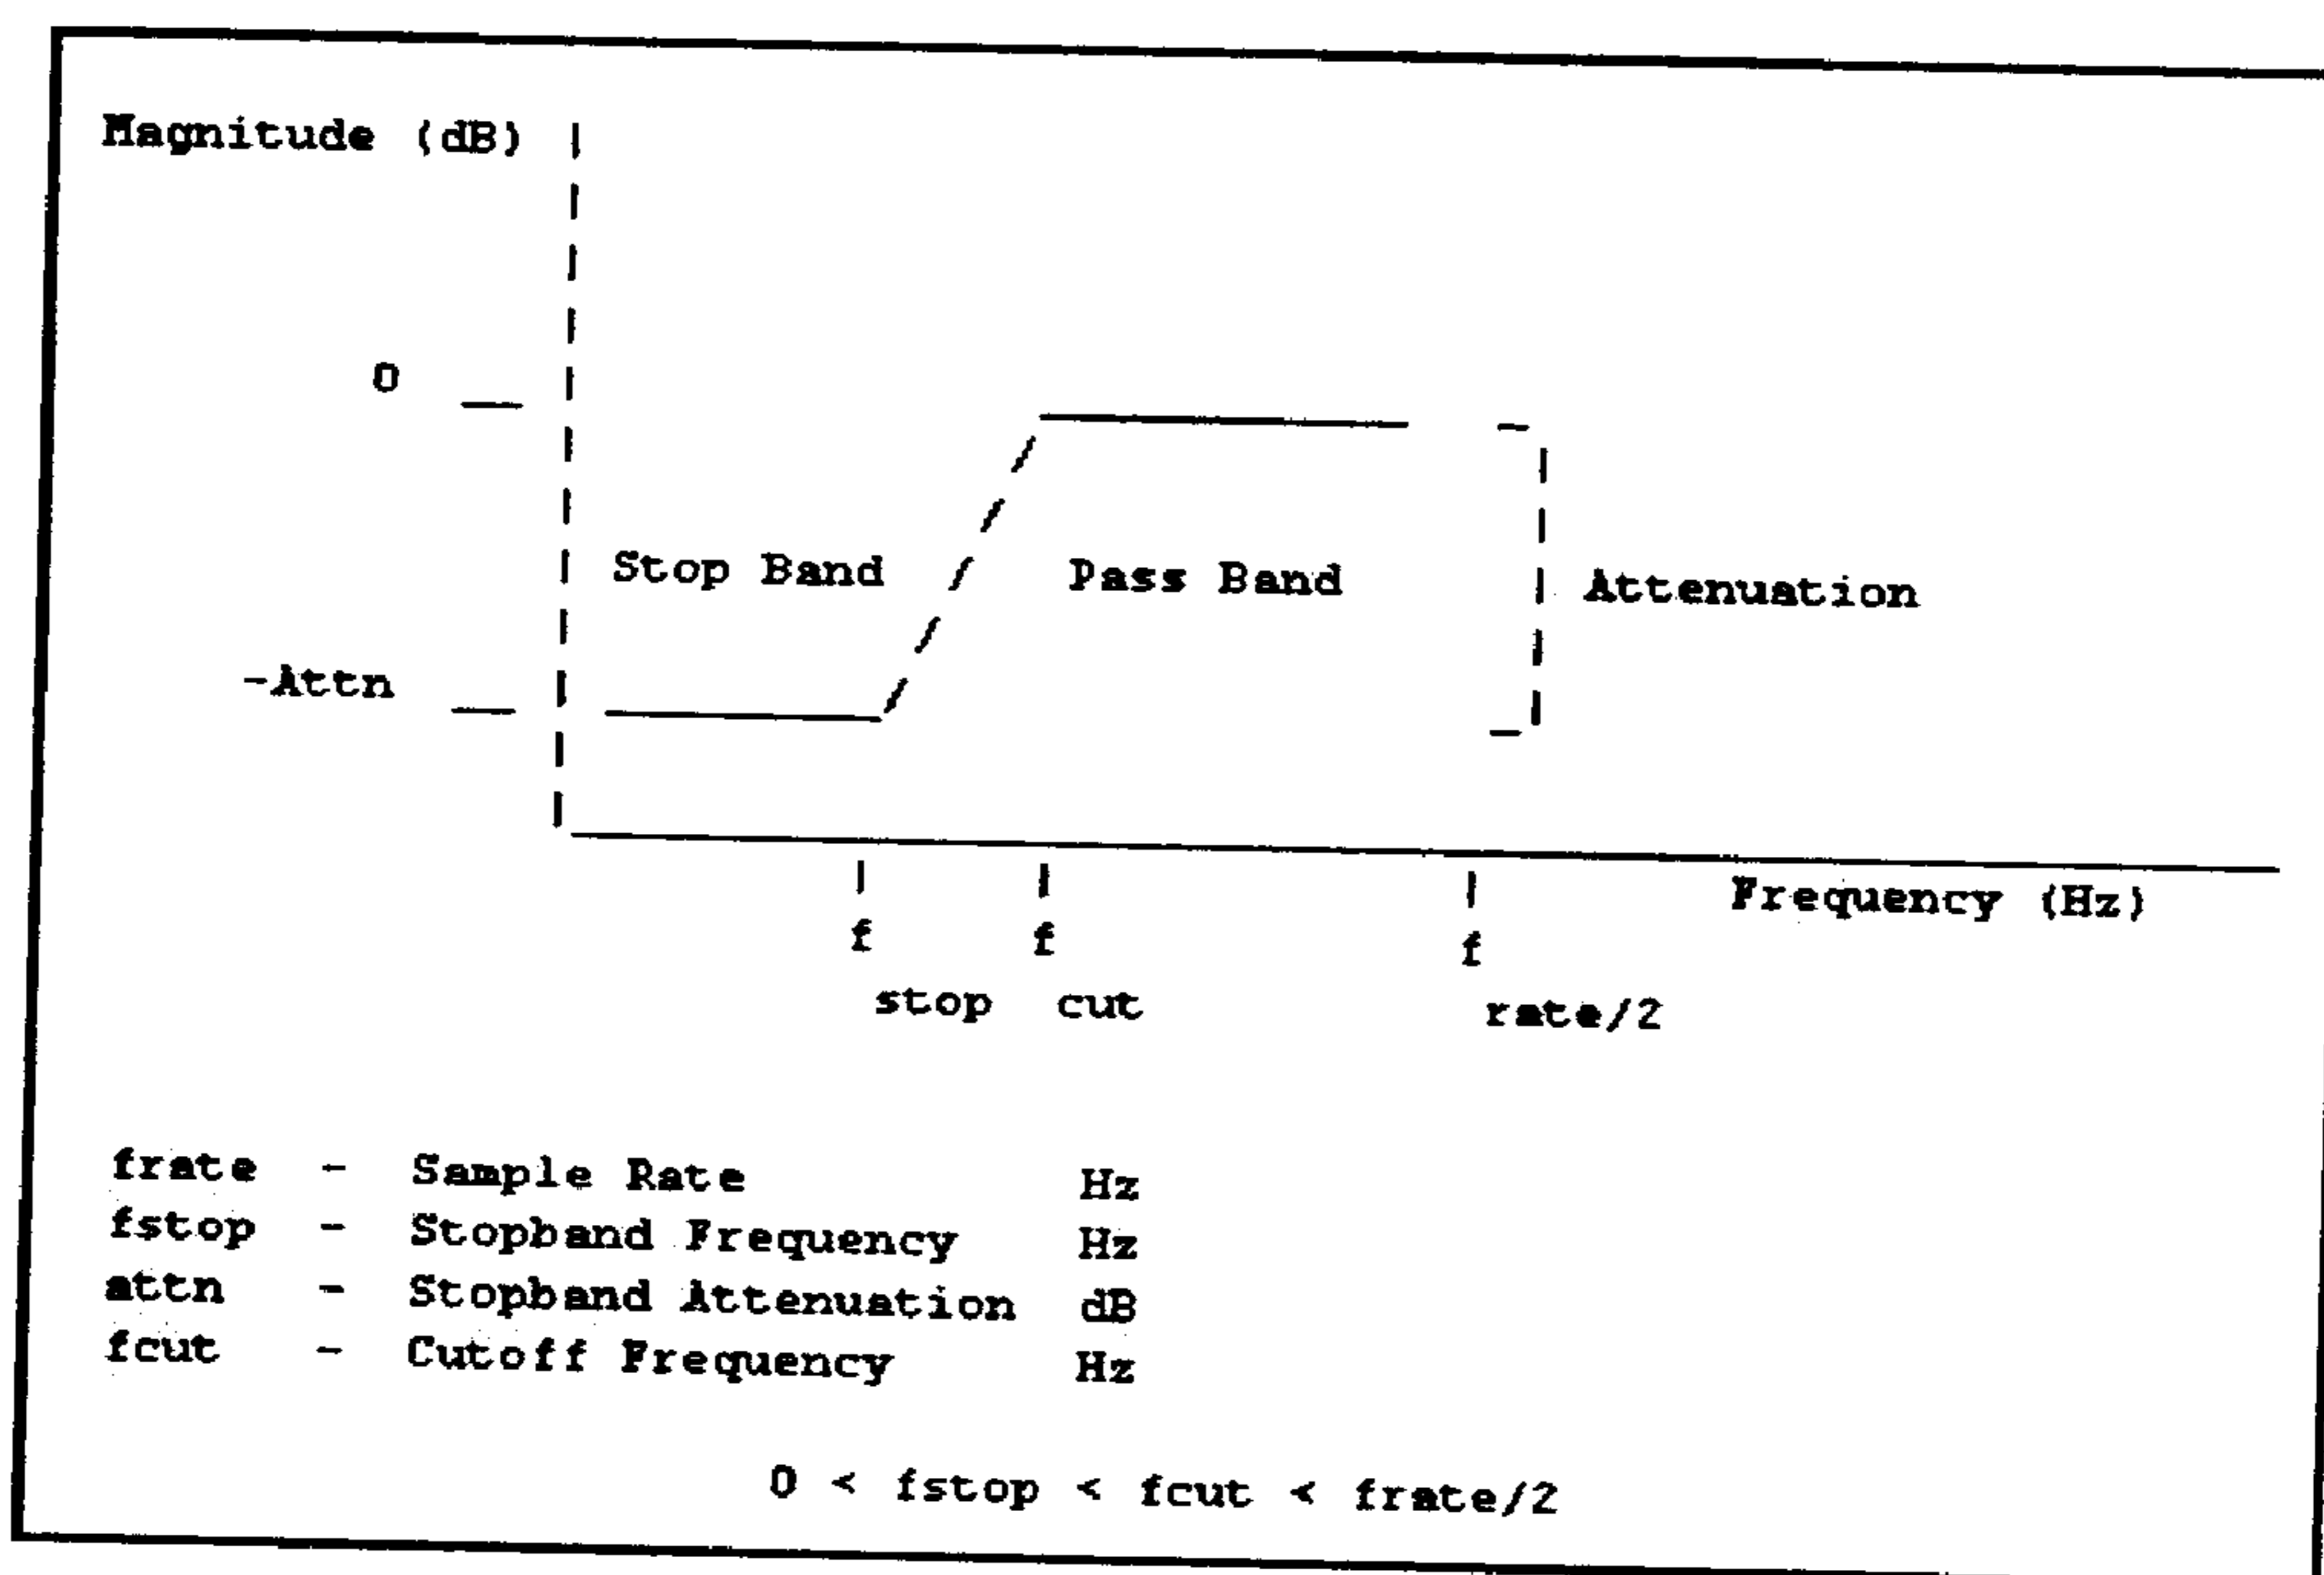 Magnitude (dB)
0
Stop Band Pass Band Attenuation
-Attn
Frequency (Hz)
f f f
stop cut rate/2
frate - Sample Rate Hz
fstop - Stopband Frequency Hz
attn - Stopband Attenuation dB
fcut - Cutoff Frequency Hz
0 < fstop < fcut < frate/2